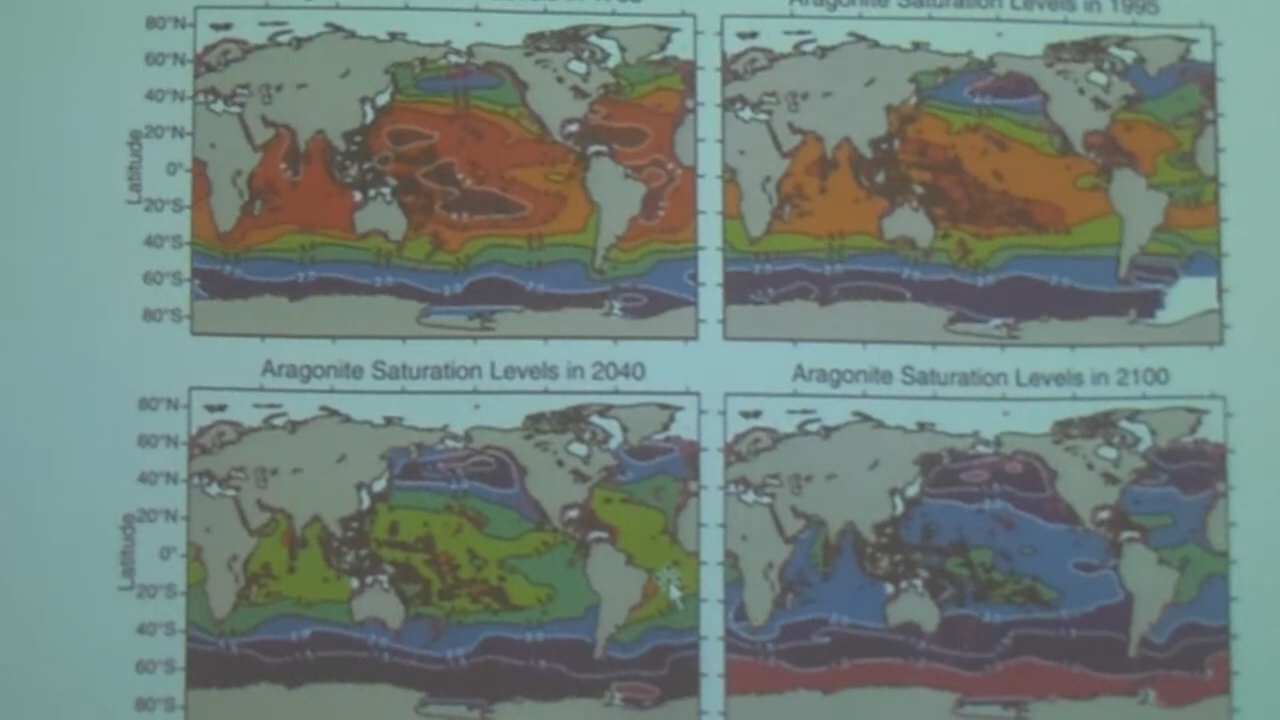 Aragonite Saturation Levels in 1995
80°N
60°N
40°N
20°N
0°
20°S
40°S
60°S
80°S
Latitude
Aragonite Saturation Levels in 2040
Aragonite Saturation Levels in 2100
80°N
60°N
40°N
20°N
0°
20°S
40°S
60°S
80°S
Latitude